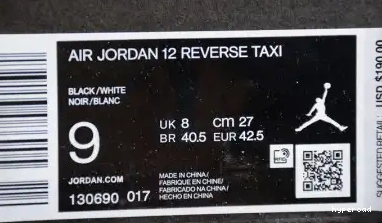 AIR JORDAN 12 REVERSE TAXI
BLACK/WHITE
NOIR/BLANC
9
UK 8 cm 27
BR 40.5 EUR 42.5
JORDAN.COM
130690 017
MADE IN CHINA/
FABRIQUE EN CHINE/
FABRICADO NA CHINA/
HECHO EN CHINA
USD $190.00